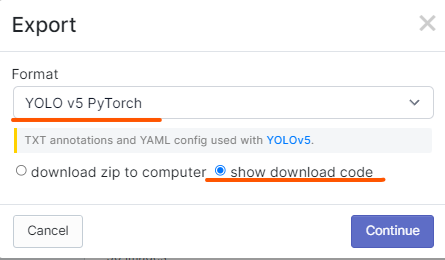 Export
Format
YOLO v5 PyTorch
TXT annotations and YAML config used with YOLOv5.
download zip to computer show download code
Cancel Continue